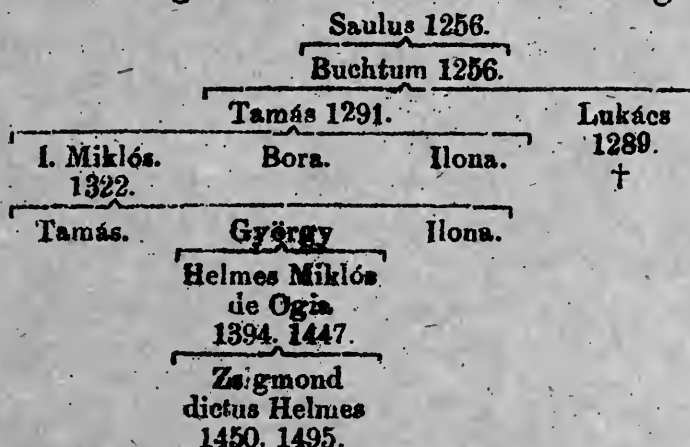 Saulus 1256.
Buchtum 1256.
Tamás 1291. Lukács
1289.
†
I. Miklós. Bora. Ilona.
1322.
Tamás. György Ilona.
Helmes Miklós
de Ogia
1394. 1447.
Zsigmond
dictus Helmes
1450. 1495.